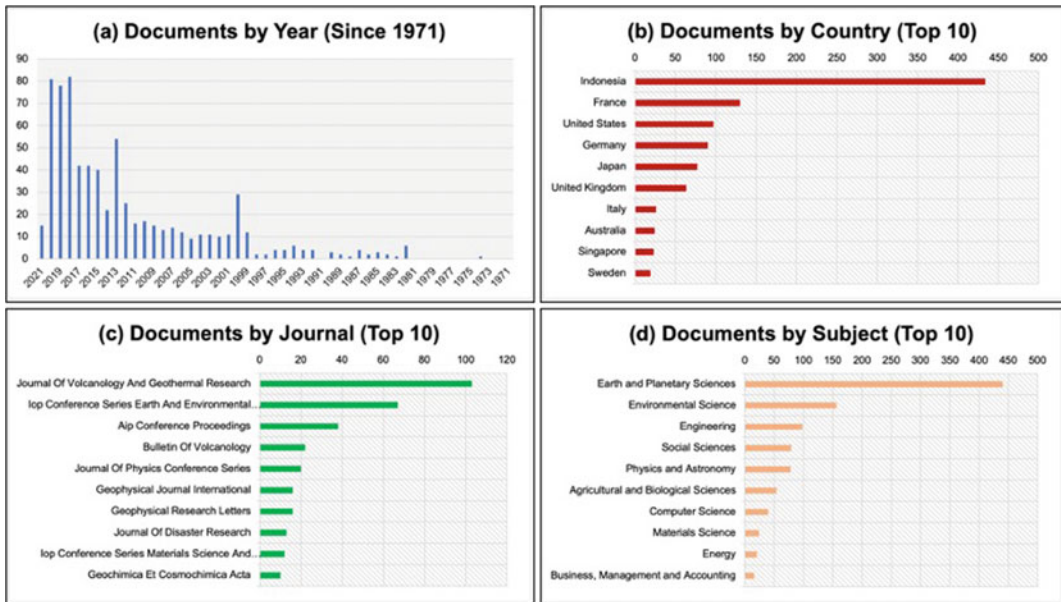 (a) Documents by Year (Since 1971)
90
80
70
60
50
40
30
20
10
0
2021 2019 2017 2015 2013 2011 2009 2007 2005 2003 2001 1999 1997 1995 1993 1991 1989 1987 1985 1983 1981 1979 1977 1975 1973 1971
(b) Documents by Country (Top 10)
0 50 100 150 200 250 300 350 400 450 500
Indonesia
France
United States
Germany
Japan
United Kingdom
Italy
Australia
Singapore
Sweden
(c) Documents by Journal (Top 10)
0 20 40 60 80 100 120
Journal Of Volcanology And Geothermal Research
Iop Conference Series Earth And Environmental...
Aip Conference Proceedings
Bulletin Of Volcanology
Journal Of Physics Conference Series
Geophysical Journal International
Geophysical Research Letters
Journal Of Disaster Research
Iop Conference Series Materials Science And...
Geochimica Et Cosmochimica Acta
(d) Documents by Subject (Top 10)
0 50 100 150 200 250 300 350 400 450 500
Earth and Planetary Sciences
Environmental Science
Engineering
Social Sciences
Physics and Astronomy
Agricultural and Biological Sciences
Computer Science
Materials Science
Energy
Business, Management and Accounting